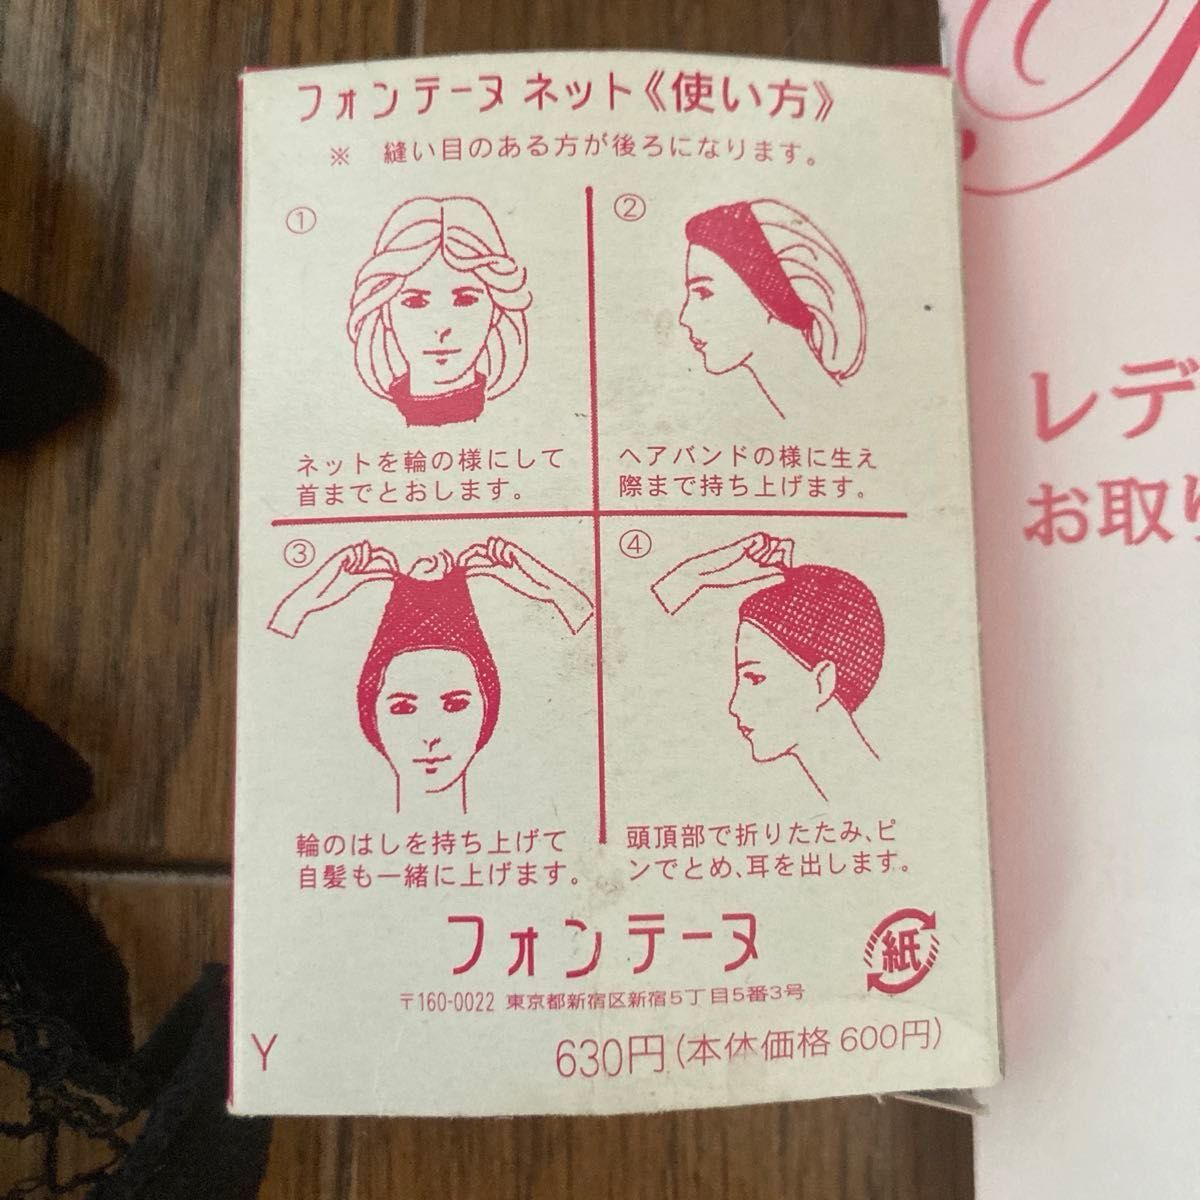 フォンテーヌ ネット《使い方》
※ 縫い目のある方が後ろになります。
①
ネットを輪の様にして
首までとおします。
②
ヘアバンドの様に生え
際まで持ち上げます。
③
輪のはしを持ち上げて
自髪も一緒に上げます。
④
頭頂部で折りたたみ、ピ
ンでとめ、耳を出します。
フォンテーヌ
紙
〒160-0022 東京都新宿区新宿5丁目5番3号
Y
630円(本体価格 600円)
レデ
お取り